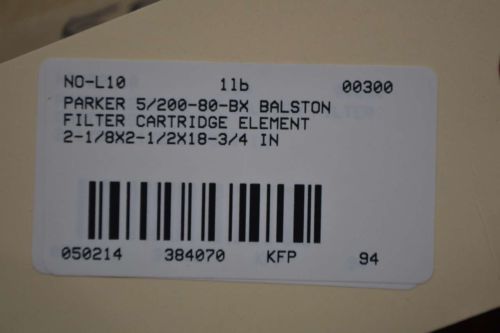 NO-L10 1lb 00300
PARKER 5/200-80-BX BALSTON
FILTER CARTRIDGE ELEMENT
2-1/8X2-1/2X18-3/4 IN
050214 384070 KFP 94